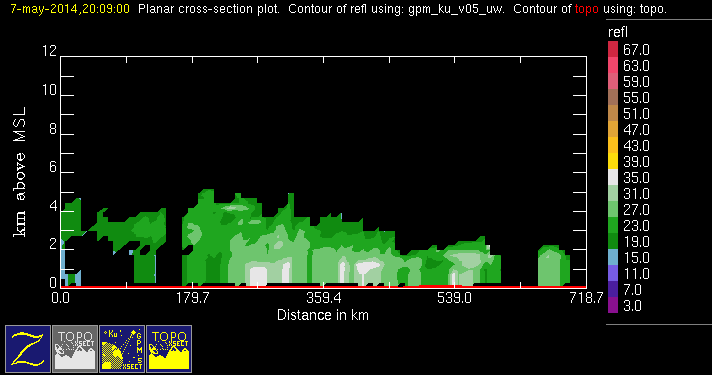 7-may-2014,20:09:00 Planar cross-section plot. Contour of refl using: gpm_ku_v05_uw. Contour of topo using: topo.
refl
67.0
63.0
59.0
55.0
51.0
47.0
43.0
39.0
35.0
31.0
27.0
23.0
19.0
15.0
11.0
7.0
3.0
km above MSL
12
10
8
6
4
2
0
0.0 179.7 359.4 539.0 718.7
Distance in km
Z
TOPO
XSECT
"Ku"
GPM
XSECT
TOPO
XSECT